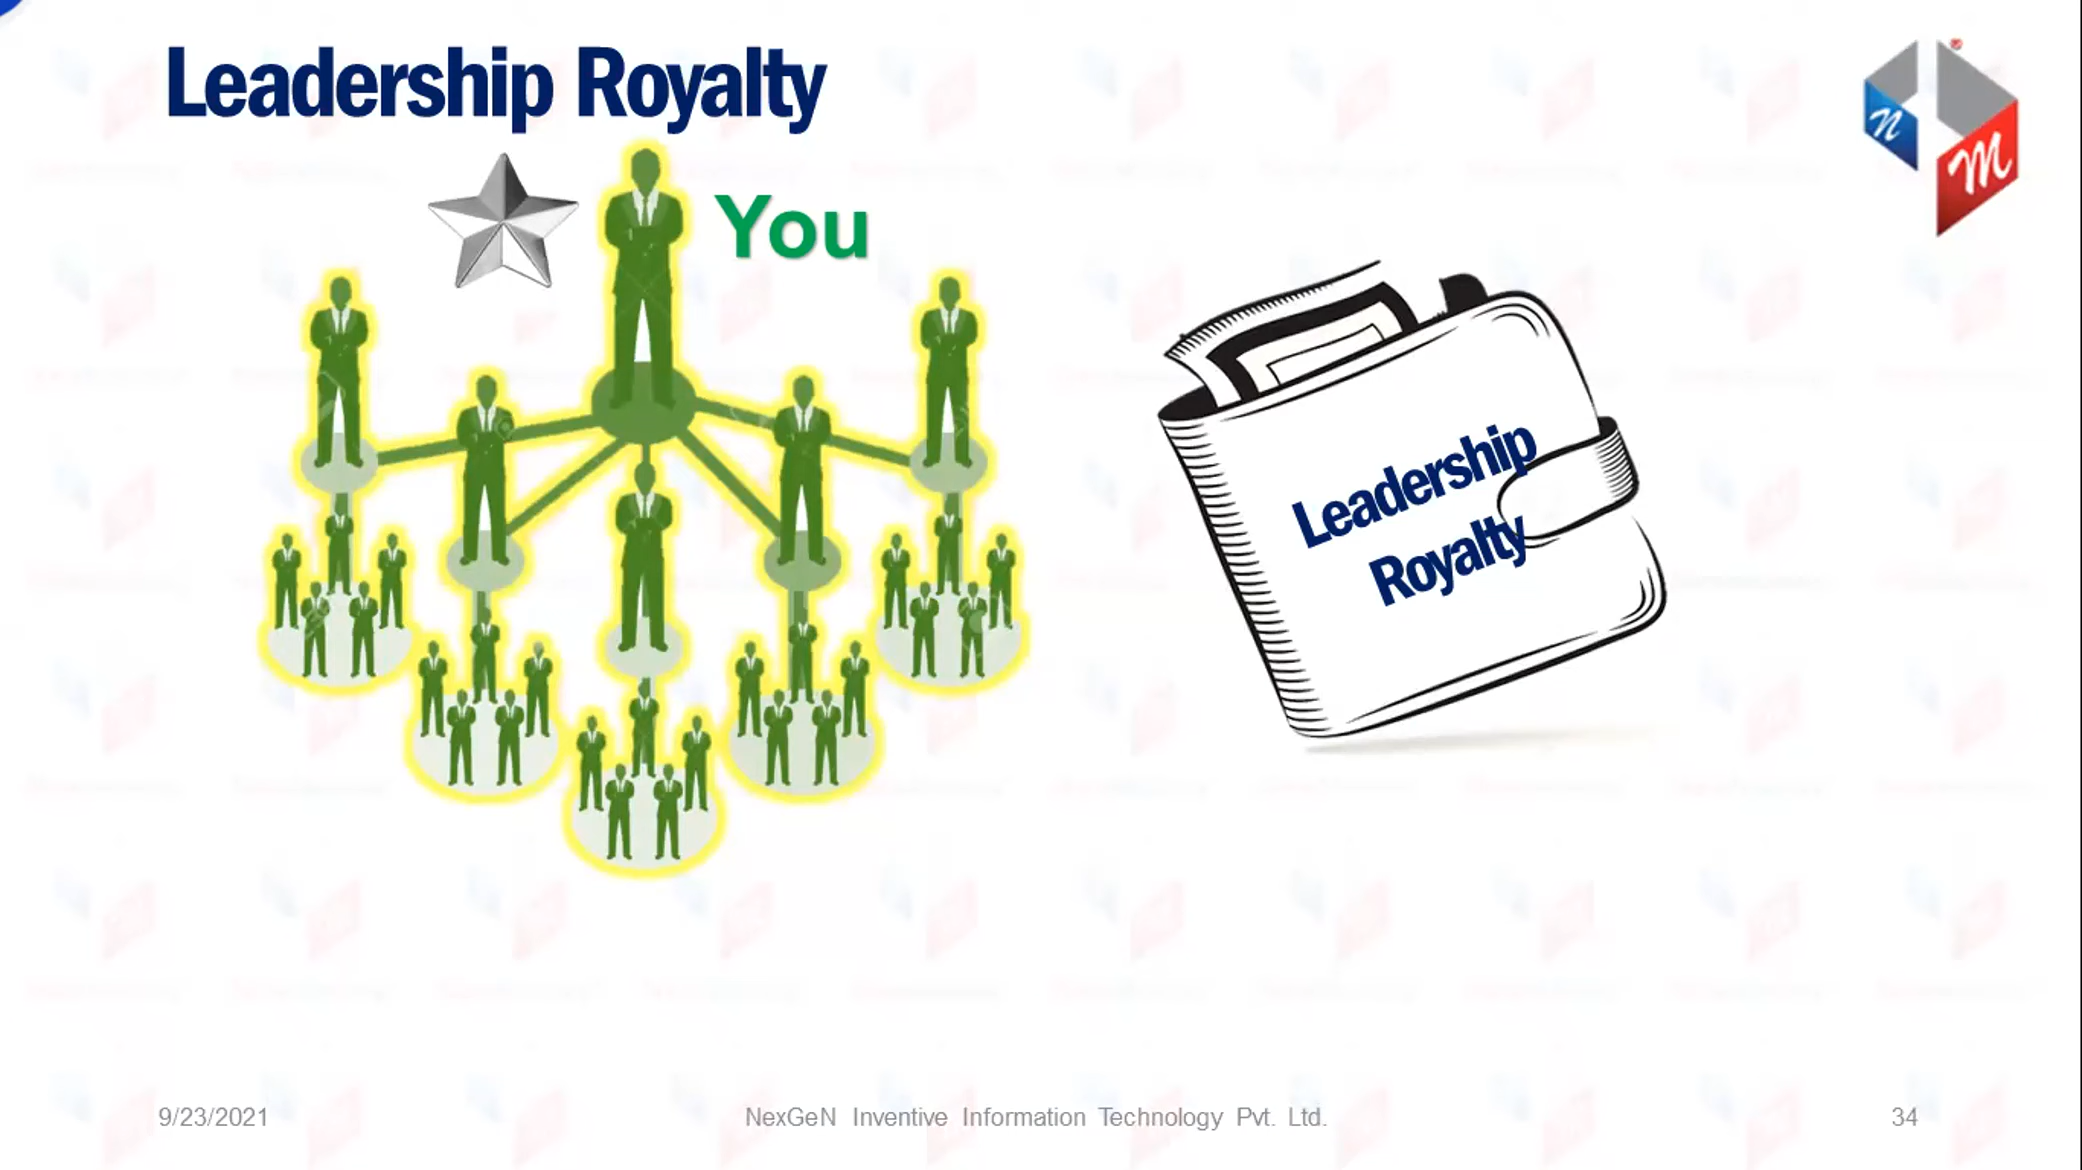 Leadership Royalty
You
n
m
Leadership
Royalty
9/23/2021
NexGeN Inventive Information Technology Pvt. Ltd.
34